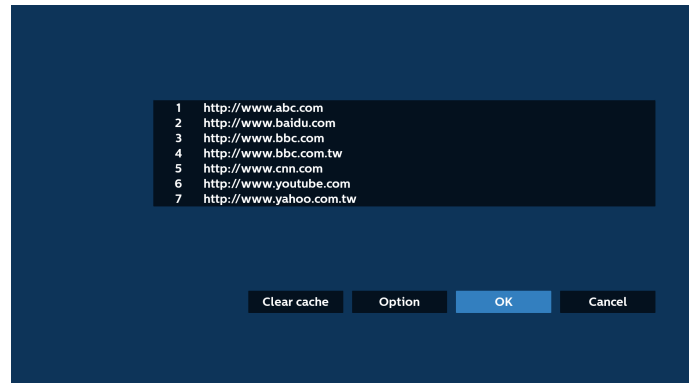 1 http://www.abc.com
2 http://www.baidu.com
3 http://www.bbc.com
4 http://www.bbc.com.tw
5 http://www.cnn.com
6 http://www.youtube.com
7 http://www.yahoo.com.tw
Clear cache Option OK Cancel